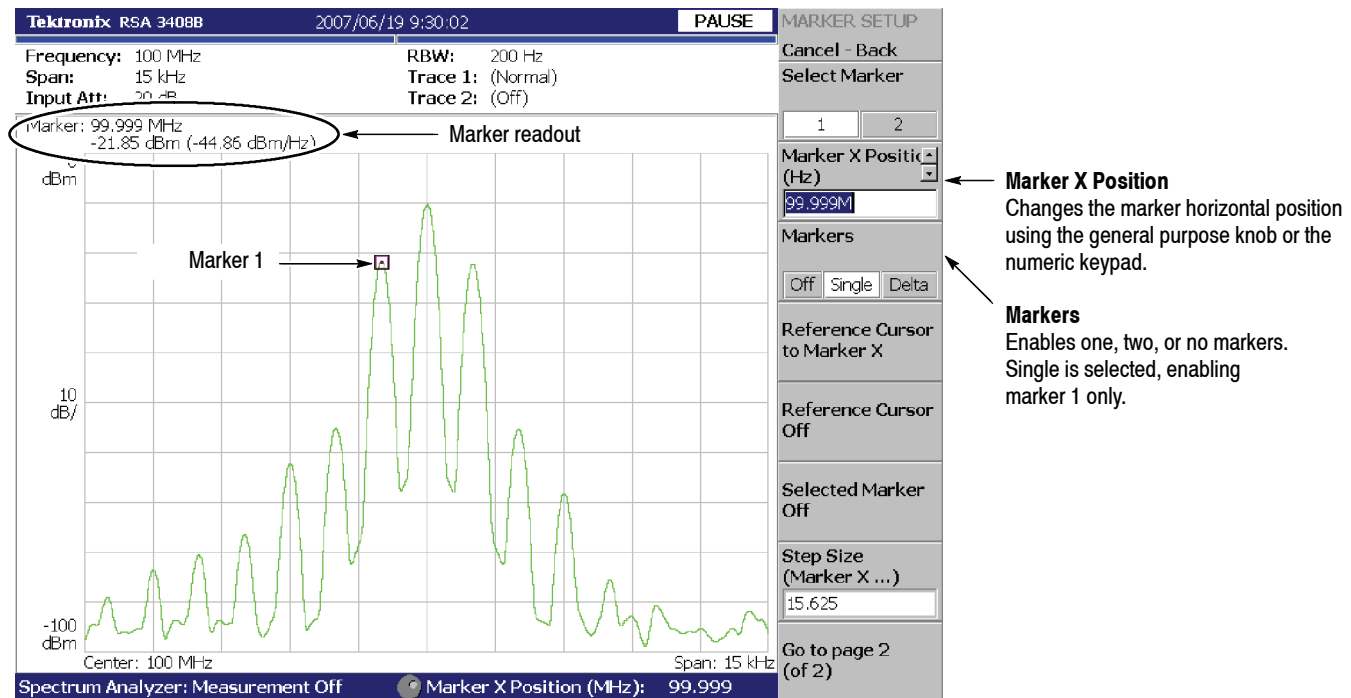 Tektronix RSA 3408B 2007/06/19 9:30:02 PAUSE
Frequency: 100 MHz RBW: 200 Hz
Span: 15 kHz Trace 1: (Normal)
Input Att: 20 dB Trace 2: (Off)
Marker: 99.999 MHz
-21.85 dBm (-44.86 dBm/Hz)
Marker readout
0
dBm
Marker 1
10
dB/
-100
dBm
Center: 100 MHz Span: 15 kHz
Spectrum Analyzer: Measurement Off Marker X Position (MHz): 99.999
MARKER SETUP
Cancel - Back
Select Marker
1 2
Marker X Positic
(Hz)
99.999M
Markers
Off Single Delta
Reference Cursor
to Marker X
Reference Cursor
Off
Selected Marker
Off
Step Size
(Marker X ...)
15.625
Go to page 2
(of 2)
Marker X Position
Changes the marker horizontal position
using the general purpose knob or the
numeric keypad.
Markers
Enables one, two, or no markers.
Single is selected, enabling
marker 1 only.